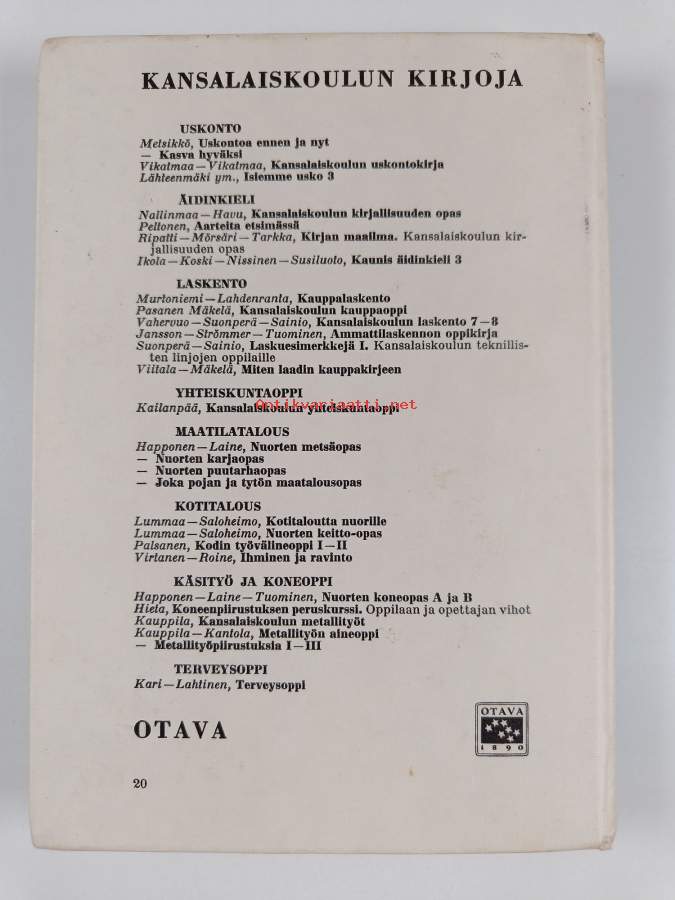 KANSALAISKOULUN KIRJOJA
USKONTO
Melsikkö, Uskontoa ennen ja nyt
— Kasva hyväksi
Vikatmaa—Vikatmaa, Kansalaiskoulun uskontokirja
Lähteenmäki ym., Isiemme usko 3
ÄIDINKIELI
Nallinmaa—Havu, Kansalaiskoulun kirjallisuuden opas
Peltonen, Aarteita etsimässä
Ripatti—Mörsäri—Tarkka, Kirjan maailma. Kansalaiskoulun kir-
jallisuuden opas
Ikola—Koski—Nissinen—Susiluoto, Kaunis äidinkieli 3
LASKENTO
Murtoniemi—Lahdenranta, Kauppalaskento
Pasanen Mäkelä, Kansalaiskoulun kauppaoppi
Vahervuo—Suonperä—Sainio, Kansalaiskoulun laskento 7—8
Jansson—Strömmer—Tuominen, Ammattilaskennon oppikirja
Suonperä—Sainio, Laskuesimerkkejä I. Kansalaiskoulun teknillis-
ten linjojen oppilaille
Viitala—Mäkelä, Miten laadin kauppakirjeen
YHTEISKUNTAOPPI
Kailanpää, Kansalaiskoulun yhteiskuntaoppi
Antikvariaatti.net
MAATILATALOUS
Happonen—Laine, Nuorten metsäopas
— Nuorten karjaopas
— Nuorten puutarhaopas
— Joka pojan ja tytön maatalousopas
KOTITALOUS
Lummaa—Saloheimo, Kotitaloutta nuorille
Lummaa—Saloheimo, Nuorten keitto-opas
Palsanen, Kodin työvälineoppi I—II
Virtanen—Roine, Ihminen ja ravinto
KÄSITYÖ JA KONEOPPI
Happonen—Laine—Tuominen, Nuorten koneopas A ja B
Hieta, Koneenpiirustuksen peruskurssi. Oppilaan ja opettajan vihot
Kauppila, Kansalaiskoulun metallityöt
Kauppila—Kantola, Metallityön aineoppi
— Metallityöpiirustuksia I—III
TERVEYSOPPI
Kari—Lahtinen, Terveysoppi
OTAVA
OTAVA
1890
20